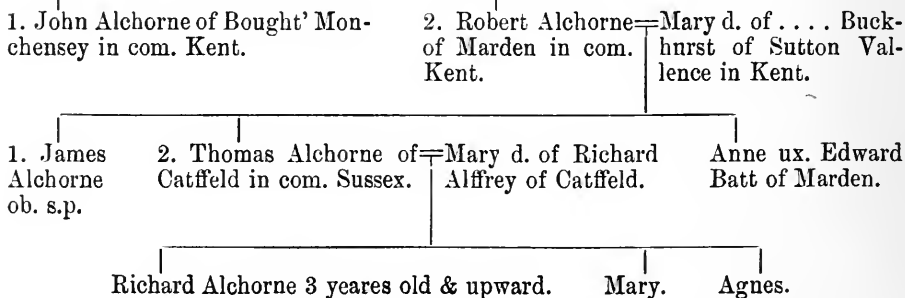 1. John Alchorne of Bought' Mon-
chensey in com. Kent.
2. Robert Alchorne
of Marden in com.
Kent.
Mary d. of .... Buck-
hurst of Sutton Val-
lence in Kent.
1. James
Alchorne
ob. s.p.
2. Thomas Alchorne of
Catffeld in com. Sussex.
Mary d. of Richard
Alffrey of Catffeld.
Anne ux. Edward
Batt of Marden.
Richard Alchorne 3 yeares old & upward.
Mary.
Agnes.